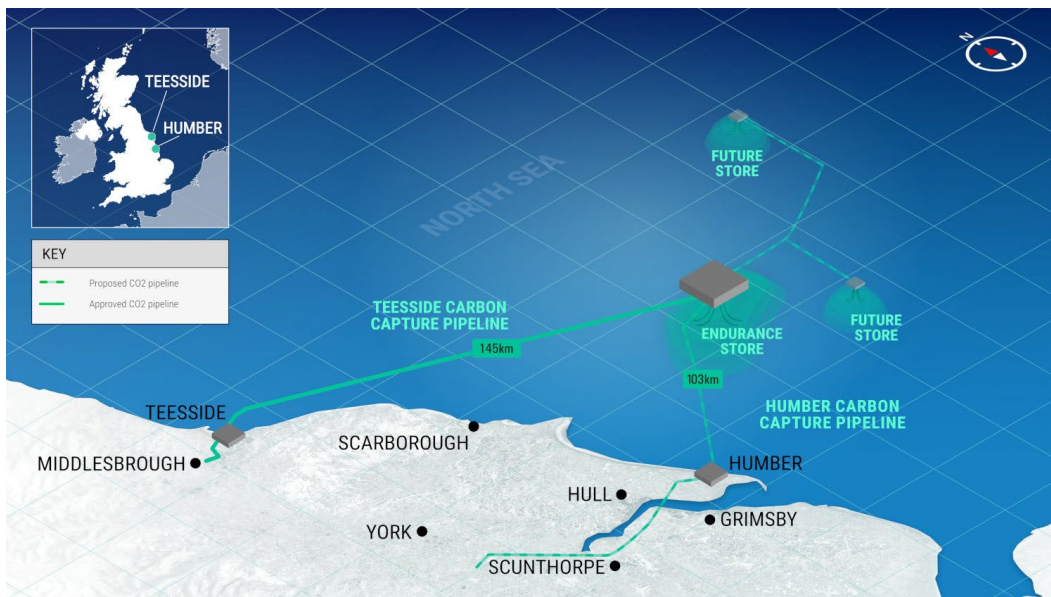 TEESSIDE
HUMBER
N
KEY
Proposed CO2 pipeline
Approved CO2 pipeline
NORTH SEA
FUTURE
STORE
TEESSIDE CARBON
CAPTURE PIPELINE
145km
ENDURANCE
STORE
FUTURE
STORE
103km
HUMBER CARBON
CAPTURE PIPELINE
TEESSIDE
SCARBOROUGH
MIDDLESBROUGH
HUMBER
HULL
GRIMSBY
YORK
SCUNTHORPE